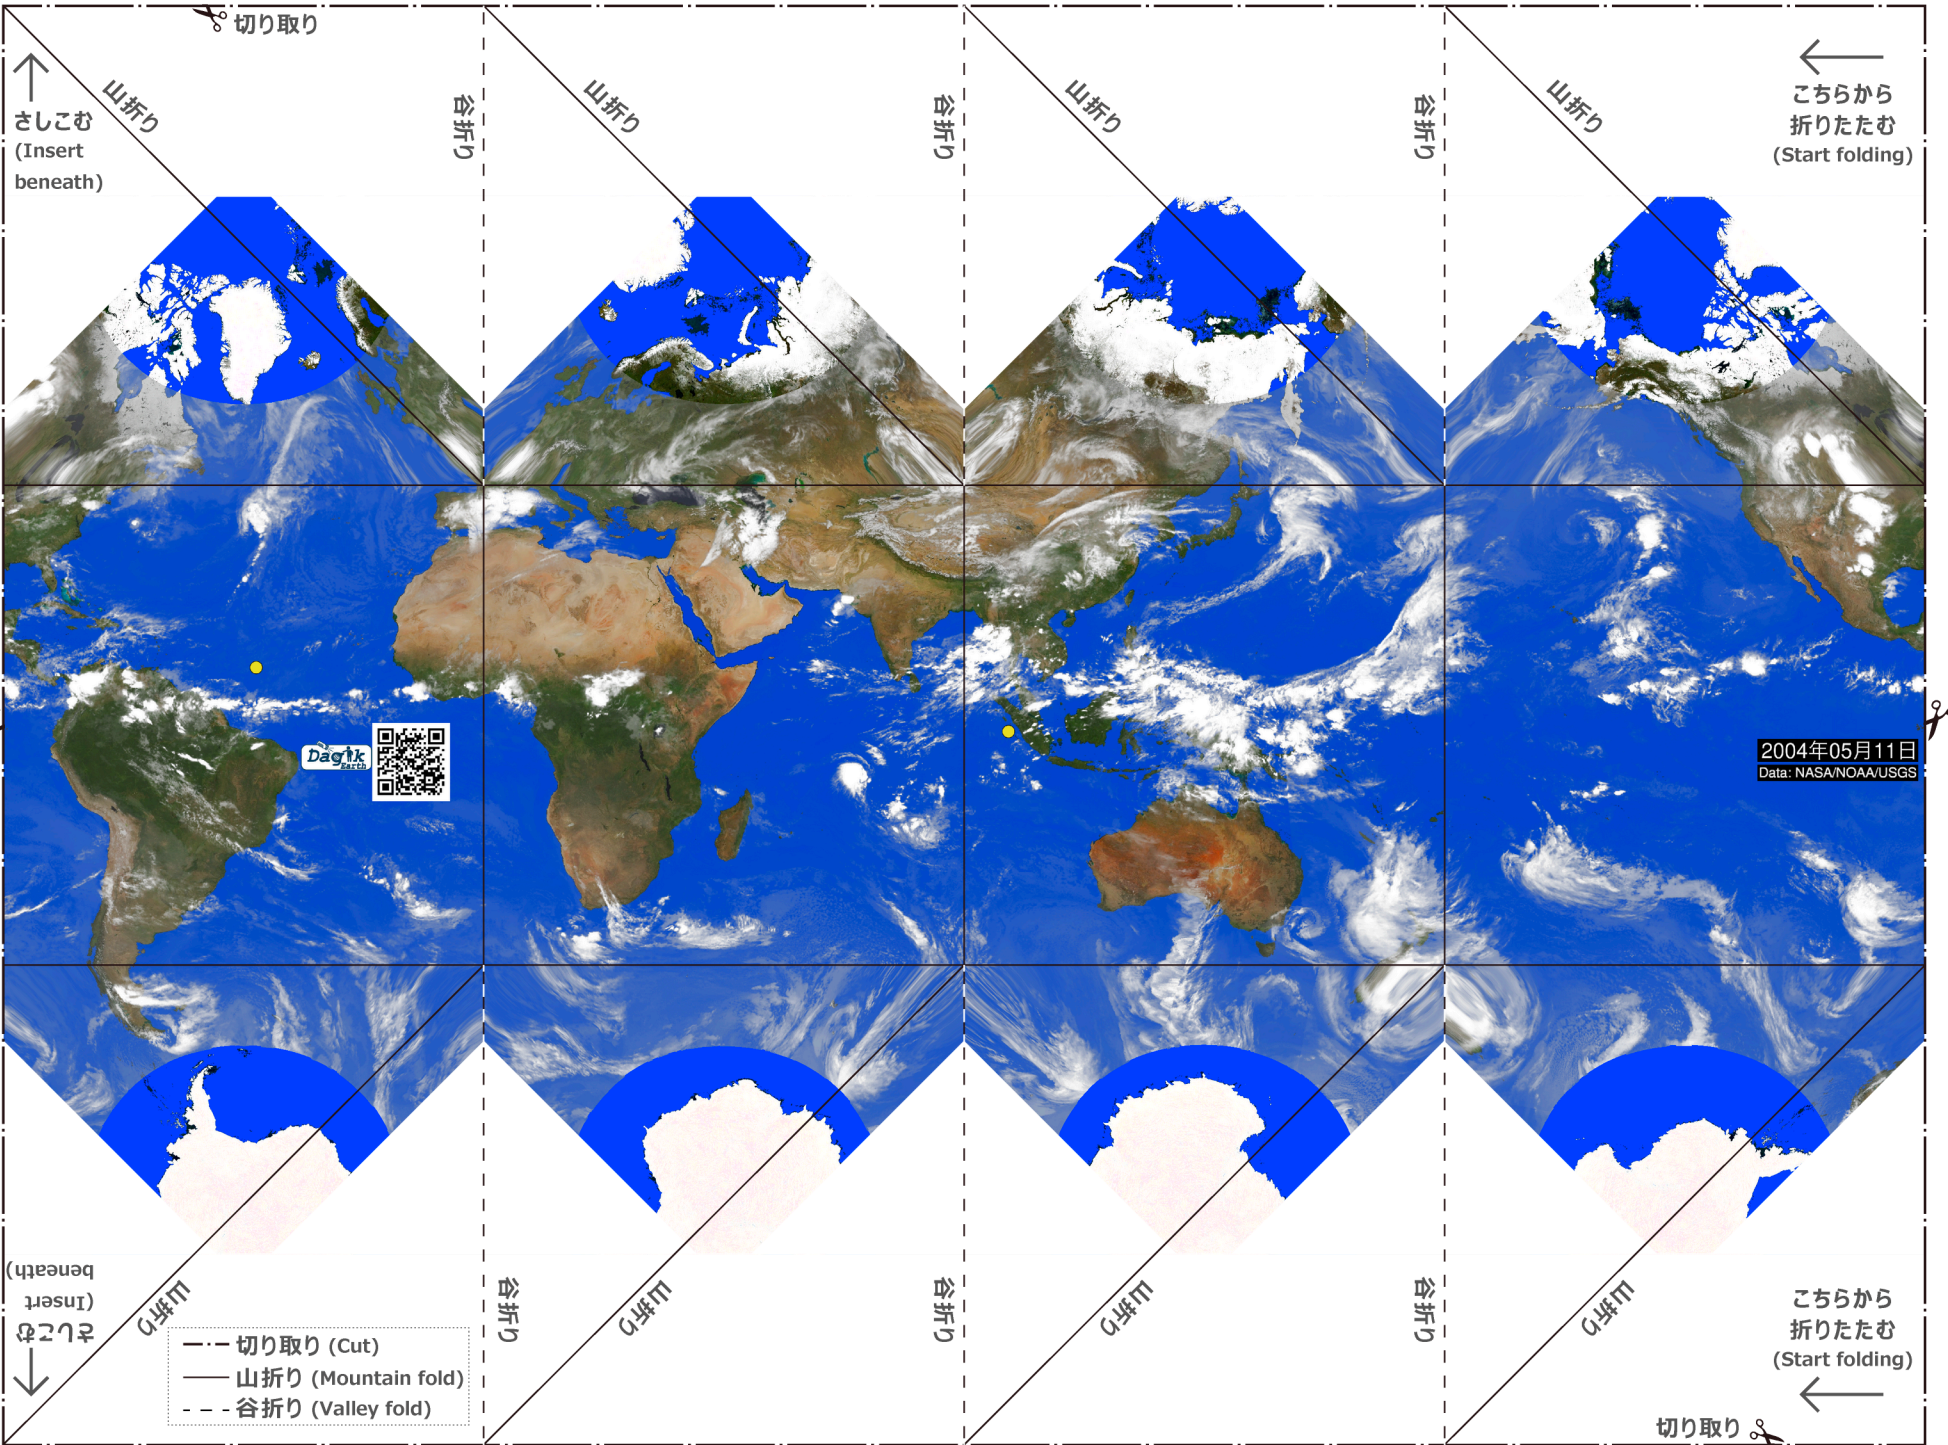 切り取り
山折り
谷折り
山折り
谷折り
山折り
谷折り
山折り
さしこむ
(Insert
beneath)
こちらから
折りたたむ
(Start folding)
Dagik
Earth
2004年05月11日
Data: NASA/NOAA/USGS
さしこむ
(Insert
beneath)
山折り
谷折り
山折り
谷折り
山折り
谷折り
山折り
こちらから
折りたたむ
(Start folding)
切り取り (Cut)
山折り (Mountain fold)
谷折り (Valley fold)
切り取り